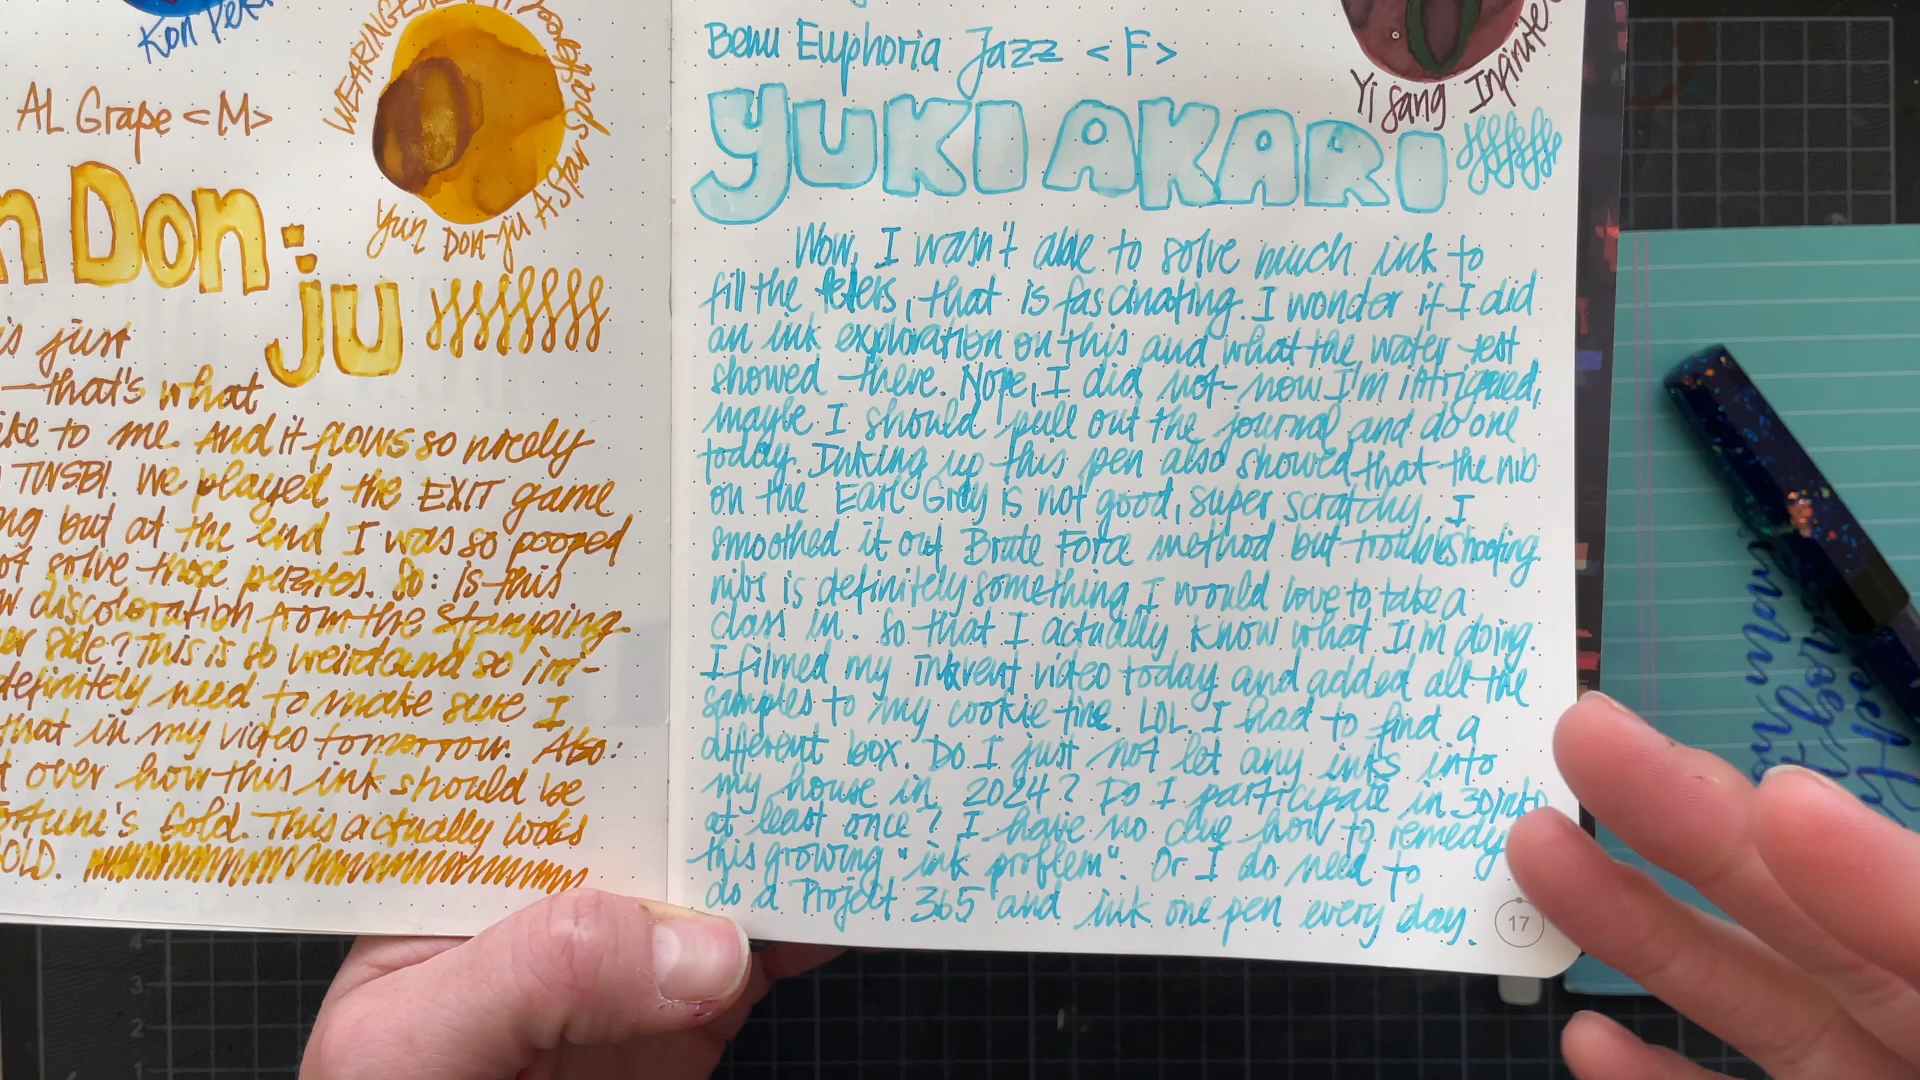 Kon Peki
WEARINGEUL
Yun Don-ju A Star Spangled
AL Grape <M>
n Don.
ju
is just
—that's what
ike to me. And it flows so nicely
TWSBI. We played the EXIT game
ng but at the end I was so pooped
ot solve those puzzles. So: is this
w discoloration from the stamping
er side? This is so weird and so im-
definitely need to make sure I
that in my video tomorrow. Also:
t over how this ink should be
ortune's Gold. This actually looks
OLD.
Benu Euphoria Jazz <F>
Yi Sang Infinite
YUKI AKARI
Wow, I wasn't able to solve much ink to
fill the letters, that is fascinating. I wonder if I did
an ink exploration on this and what the water test
showed there. Nope, I did not - now I'm intrigued,
maybe I should pull out the journal and do one
today. Inking up this pen also showed that the nib
on the Earl Grey is not good, super scratchy. I
smoothed it out Brute Force method but troubleshooting
nibs is definitely something I would love to take a
class in. So that I actually know what I'm doing.
I filmed my Inkvent video today and added all the
samples to my cookie tine. LOL. I had to find a
different box. Do I just not let any inks into
my house in 2024? Do I participate in 30inks
at least once? I have no clue how to remedy
this growing "ink problem". Or I do need to
do a Project 365 and ink one pen every day.
17
4
3
2
1